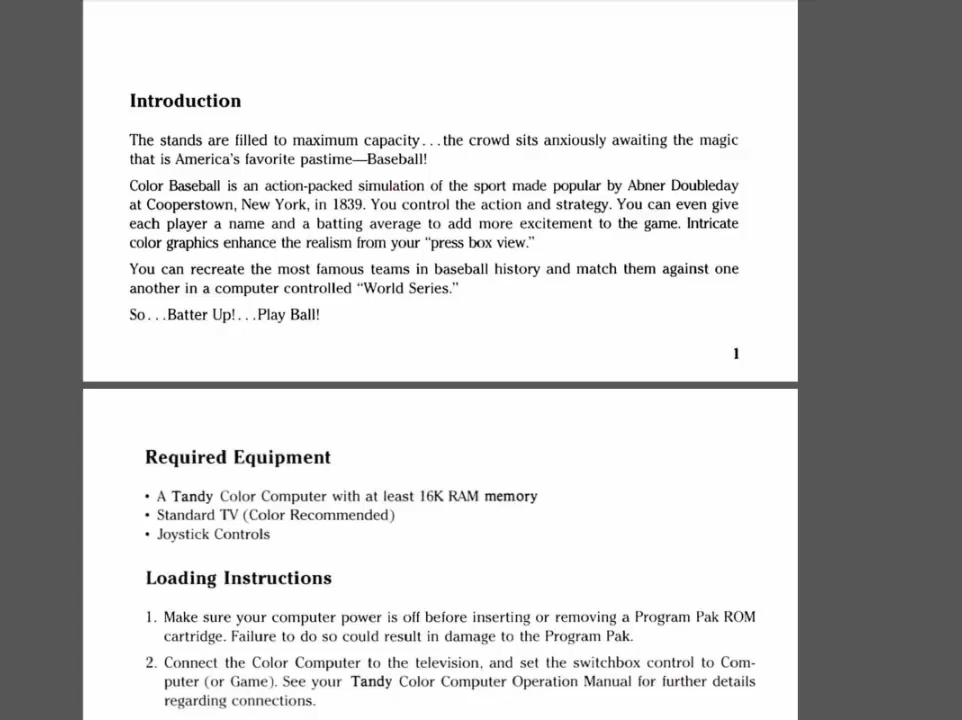 Introduction
The stands are filled to maximum capacity...the crowd sits anxiously awaiting the magic
that is America's favorite pastime—Baseball!
Color Baseball is an action-packed simulation of the sport made popular by Abner Doubleday
at Cooperstown, New York, in 1839. You control the action and strategy. You can even give
each player a name and a batting average to add more excitement to the game. Intricate
color graphics enhance the realism from your “press box view.”
You can recreate the most famous teams in baseball history and match them against one
another in a computer controlled “World Series.”
So...Batter Up!...Play Ball!
1
Required Equipment
• A Tandy Color Computer with at least 16K RAM memory
• Standard TV (Color Recommended)
• Joystick Controls
Loading Instructions
1. Make sure your computer power is off before inserting or removing a Program Pak ROM
cartridge. Failure to do so could result in damage to the Program Pak.
2. Connect the Color Computer to the television, and set the switchbox control to Com-
puter (or Game). See your Tandy Color Computer Operation Manual for further details
regarding connections.